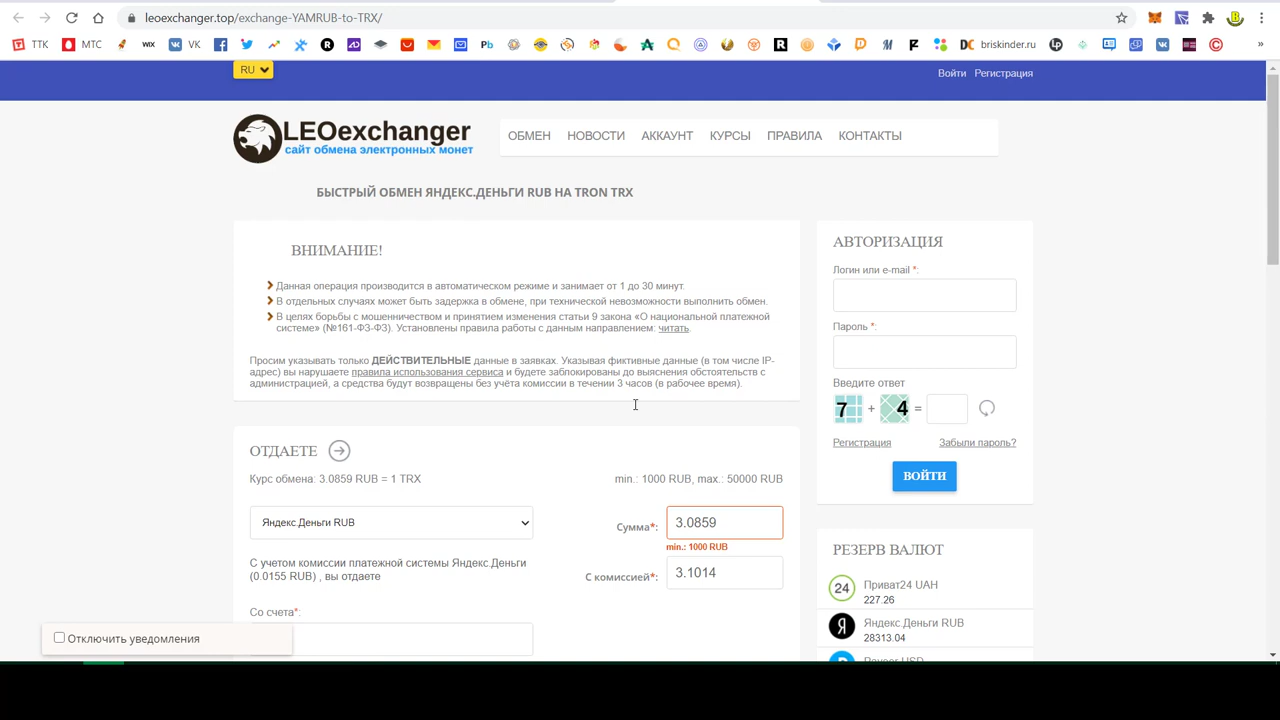 leoexchanger.top/exchange-YAMRUB-to-TRX/
ТТК МТС WIX VK Pb briskinder.ru »
RU
Войти Регистрация
LEOexchanger
сайт обмена электронных монет
ОБМЕН НОВОСТИ АККАУНТ КУРСЫ ПРАВИЛА КОНТАКТЫ
БЫСТРЫЙ ОБМЕН ЯНДЕКС.ДЕНЬГИ RUB НА TRON TRX
ВНИМАНИЕ!
Данная операция производится в автоматическом режиме и занимает от 1 до 30 минут.
В отдельных случаях может быть задержка в обмене, при технической невозможности выполнить обмен.
В целях борьбы с мошенничеством и принятием изменения статьи 9 закона «О национальной платежной
системе» (№161-ФЗ-ФЗ). Установлены правила работы с данным направлением: читать.
Просим указывать только ДЕЙСТВИТЕЛЬНЫЕ данные в заявках. Указывая фиктивные данные (в том числе IP-
адрес) вы нарушаете правила использования сервиса и будете заблокированы до выяснения обстоятельств с
администрацией, а средства будут возвращены без учёта комиссии в течении 3 часов (в рабочее время).
ОТДАЕТЕ
Курс обмена: 3.0859 RUB = 1 TRX
min.: 1000 RUB, max.: 50000 RUB
Яндекс.Деньги RUB
Сумма*: 3.0859
min.: 1000 RUB
С учетом комиссии платежной системы Яндекс.Деньги
(0.0155 RUB) , вы отдаете
С комиссией*: 3.1014
Со счета*:
Отключить уведомления
АВТОРИЗАЦИЯ
Логин или e-mail *:
Пароль *:
Введите ответ
7 + 4 =
Регистрация Забыли пароль?
ВОЙТИ
РЕЗЕРВ ВАЛЮТ
24 Приват24 UAH
227.26
Я Яндекс.Деньги RUB
28313.04